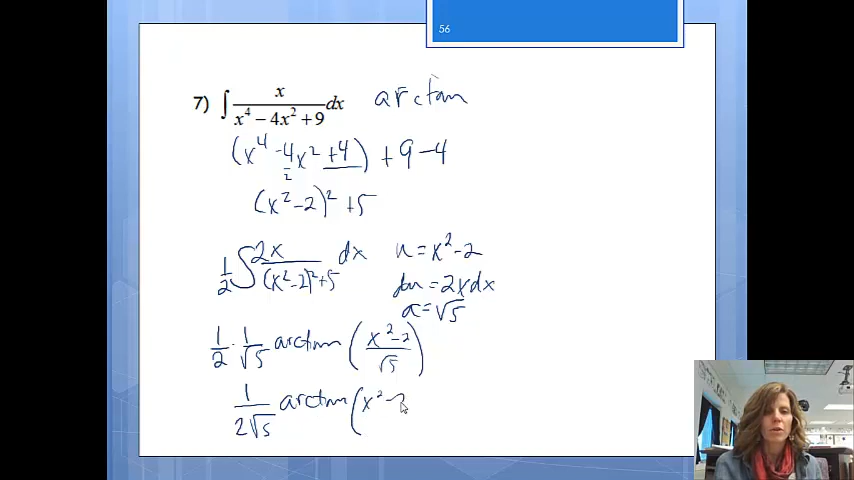 56
7) ∫ x/(x⁴ − 4x² + 9) dx arctan
(x⁴ − 4x² + 4) + 9 − 4
2
(x² − 2)² + 5
1/2 ∫ 2x/((x² − 2)² + 5) dx u = x² − 2
du = 2x dx
a = √5
1/2 · 1/√5 arctan ( (x² − 2)/√5 )
1/(2√5) arctan ( x² − 2